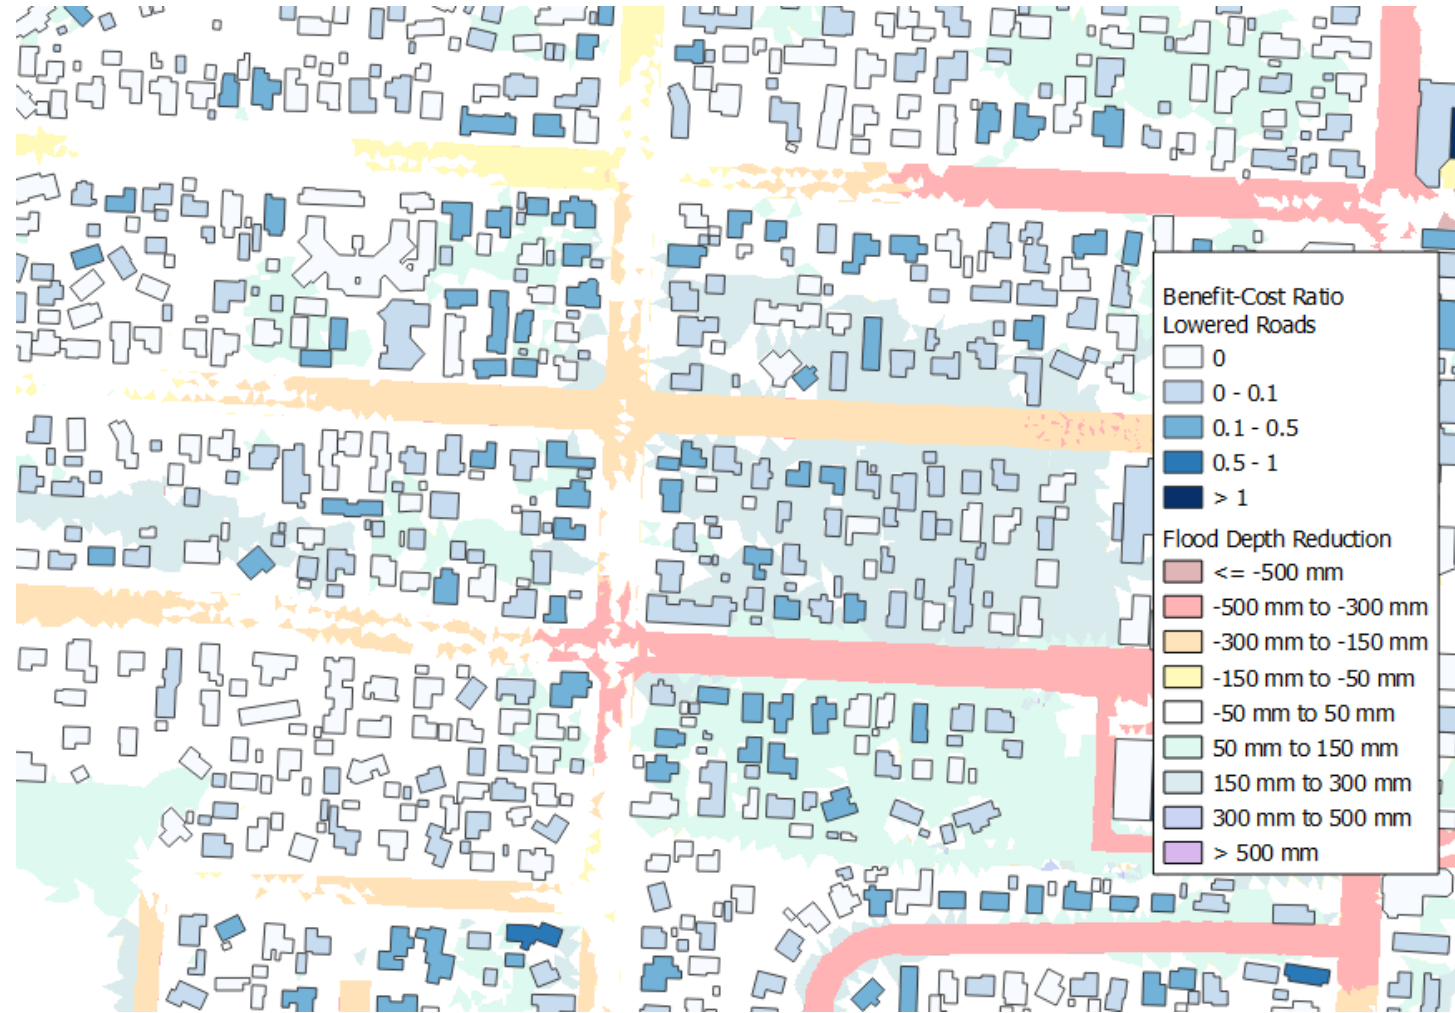 Benefit-Cost Ratio
Lowered Roads
0
0 - 0.1
0.1 - 0.5
0.5 - 1
> 1
Flood Depth Reduction
<= -500 mm
-500 mm to -300 mm
-300 mm to -150 mm
-150 mm to -50 mm
-50 mm to 50 mm
50 mm to 150 mm
150 mm to 300 mm
300 mm to 500 mm
> 500 mm